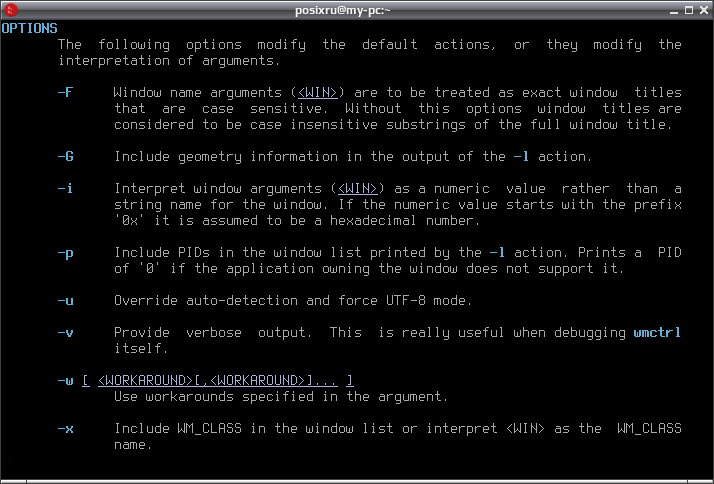 posixru@my-pc:~
OPTIONS
The following options modify the default actions, or they modify the
interpretation of arguments.
-F Window name arguments (<WIN>) are to be treated as exact window titles
that are case sensitive. Without this options window titles are
considered to be case insensitive substrings of the full window title.
-G Include geometry information in the output of the -l action.
-i Interpret window arguments (<WIN>) as a numeric value rather than a
string name for the window. If the numeric value starts with the prefix
'0x' it is assumed to be a hexadecimal number.
-p Include PIDs in the window list printed by the -l action. Prints a PID
of '0' if the application owning the window does not support it.
-u Override auto-detection and force UTF-8 mode.
-v Provide verbose output. This is really useful when debugging wmctrl
itself.
-w [ <WORKAROUND>[,<WORKAROUND>]... ]
Use workarounds specified in the argument.
-x Include WM_CLASS in the window list or interpret <WIN> as the WM_CLASS
name.